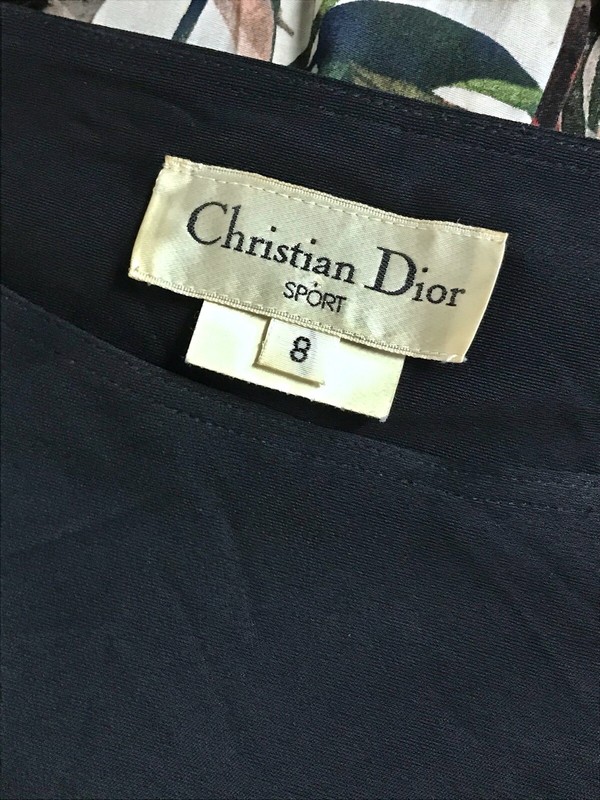 Christian Dior
SPORT
8